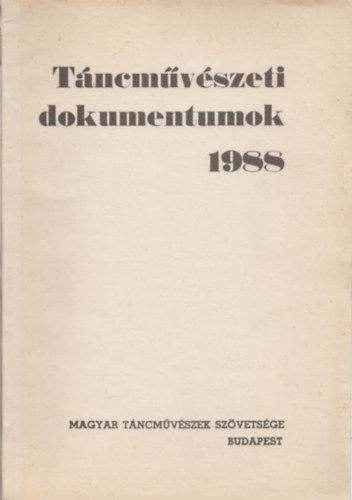 Táncművészeti
dokumentumok
1988
MAGYAR TÁNCMŰVÉSZEK SZÖVETSÉGE
BUDAPEST